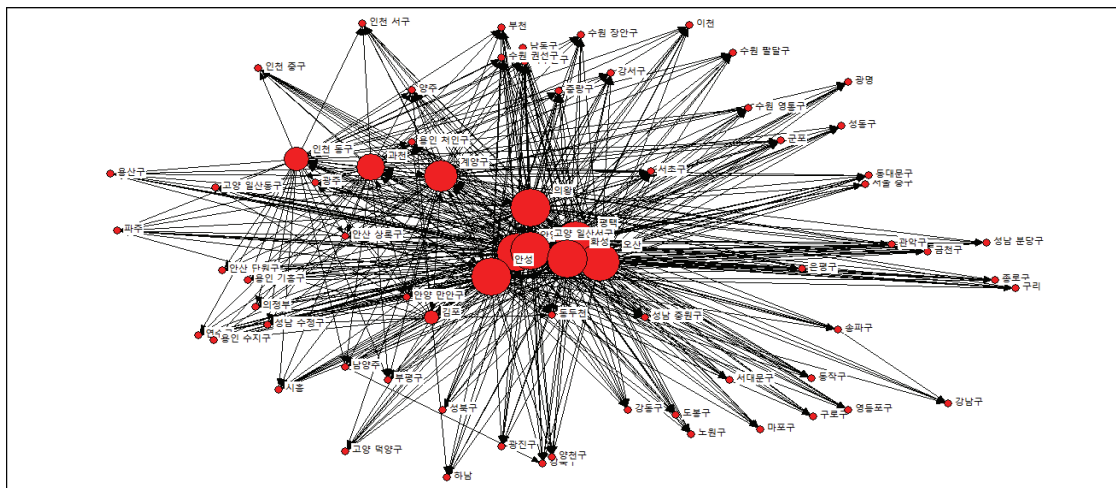 인천 서구
부천
이천
남동구
수원 장안구
수원 권선구
수원 팔달구
인천 중구
강서구
광명
양주
중랑구
수원 영통구
성동구
용인 처인구
군포
인천 동구
과천
계양구
서초구
용산구
광주
동대문구
고양 일산동구
서울 중구
의왕
파주
평택
안산 상록구
고양 일산서구
화성
오산
관악구
성남 분당구
금천구
안성
안산 단원구
은평구
용인 기흥구
종로구
구리
안양 만안구
의정부
김포
동두천
성남 중원구
성남 수정구
송파구
용인 수지구
남양주
부평구
서대문구
동작구
시흥
성북구
강동구
도봉구
구로구
영등포구
강남구
노원구
마포구
고양 덕양구
광진구
양천구
하남